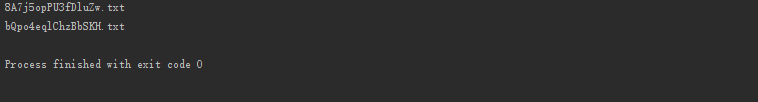 8A7j5opPU3fDluZw.txt
bQpo4eqlChzBbSKH.txt
Process finished with exit code 0